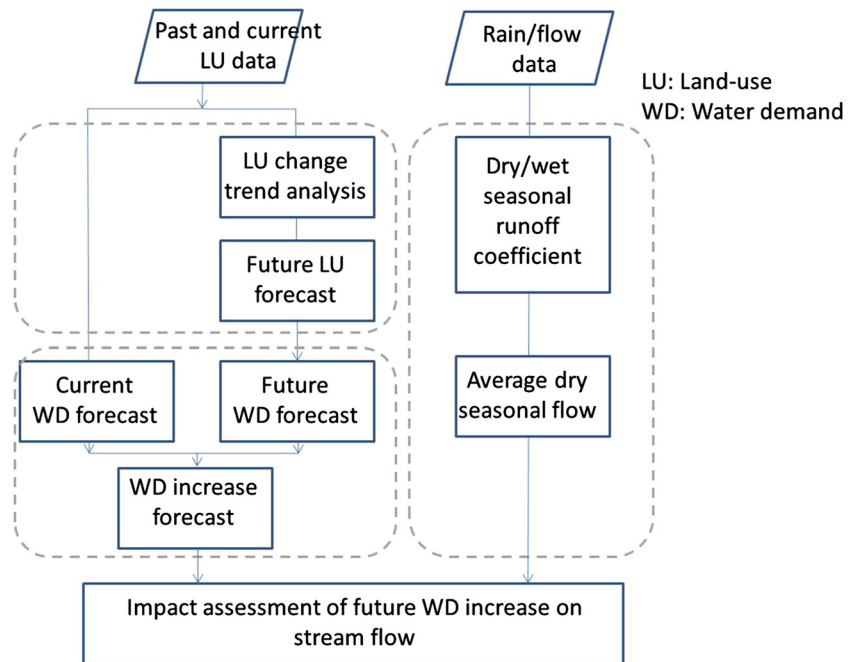 Past and current
LU data
Rain/flow
data
LU: Land-use
WD: Water demand
LU change
trend analysis
Dry/wet
seasonal
runoff
coefficient
Future LU
forecast
Current
WD forecast
Future
WD forecast
Average dry
seasonal flow
WD increase
forecast
Impact assessment of future WD increase on
stream flow